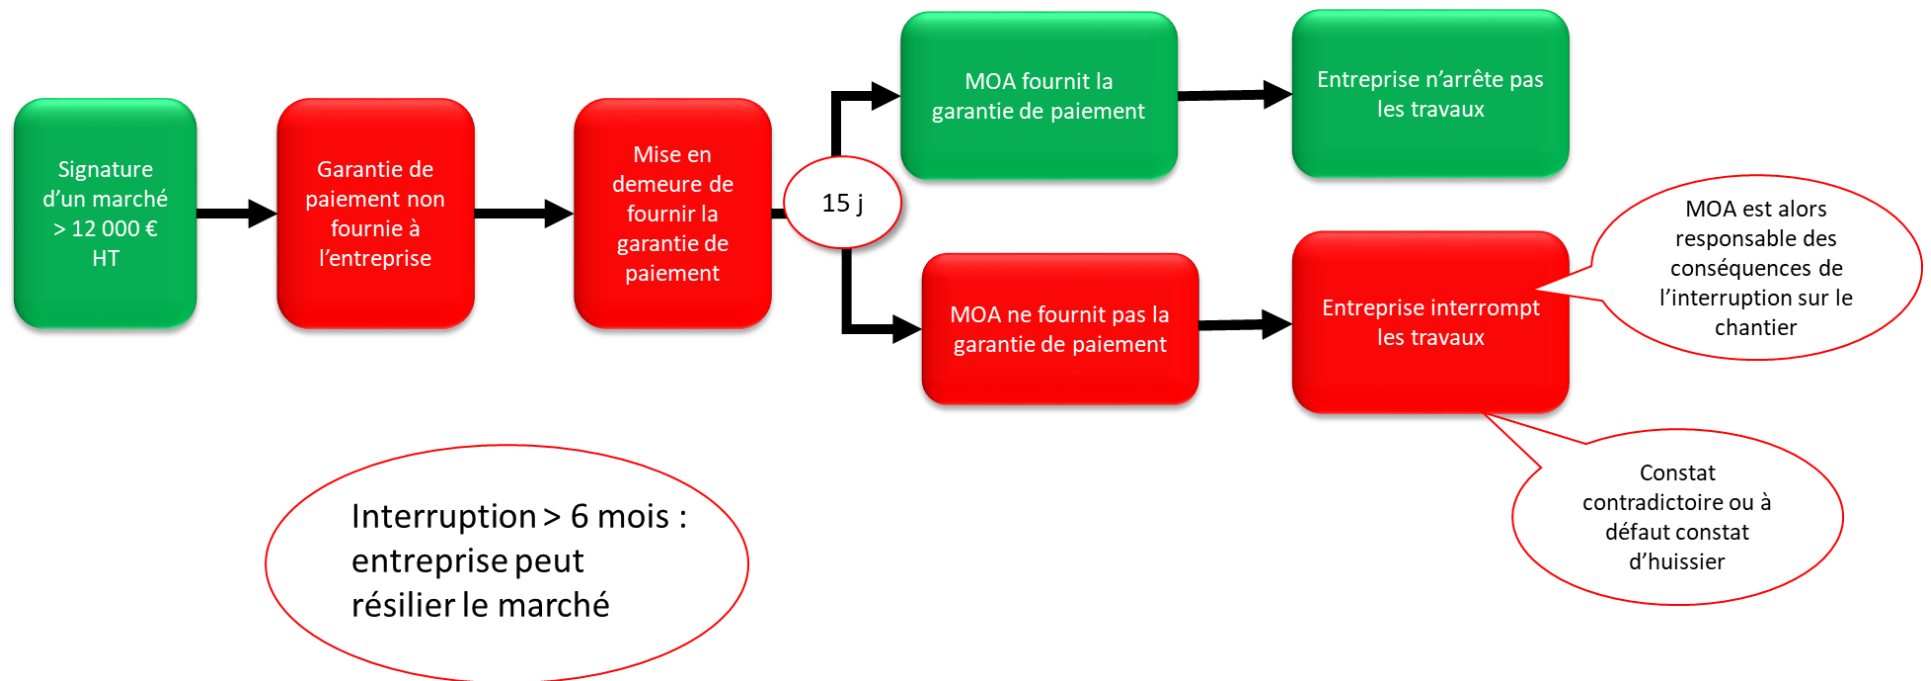 Signature
d’un marché
> 12 000 €
HT
Garantie de
paiement non
fournie à
l’entreprise
Mise en
demeure de
fournir la
garantie de
paiement
15 j
MOA fournit la
garantie de paiement
Entreprise n’arrête pas
les travaux
MOA ne fournit pas la
garantie de paiement
Entreprise interrompt
les travaux
MOA est alors
responsable des
conséquences de
l’interruption sur le
chantier
Constat
contradictoire ou à
défaut constat
d’huissier
Interruption > 6 mois :
entreprise peut
résilier le marché